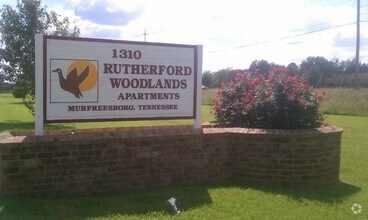 1310
RUTHERFORD
WOODLANDS
APARTMENTS
MURFREESBORO, TENNESSEE